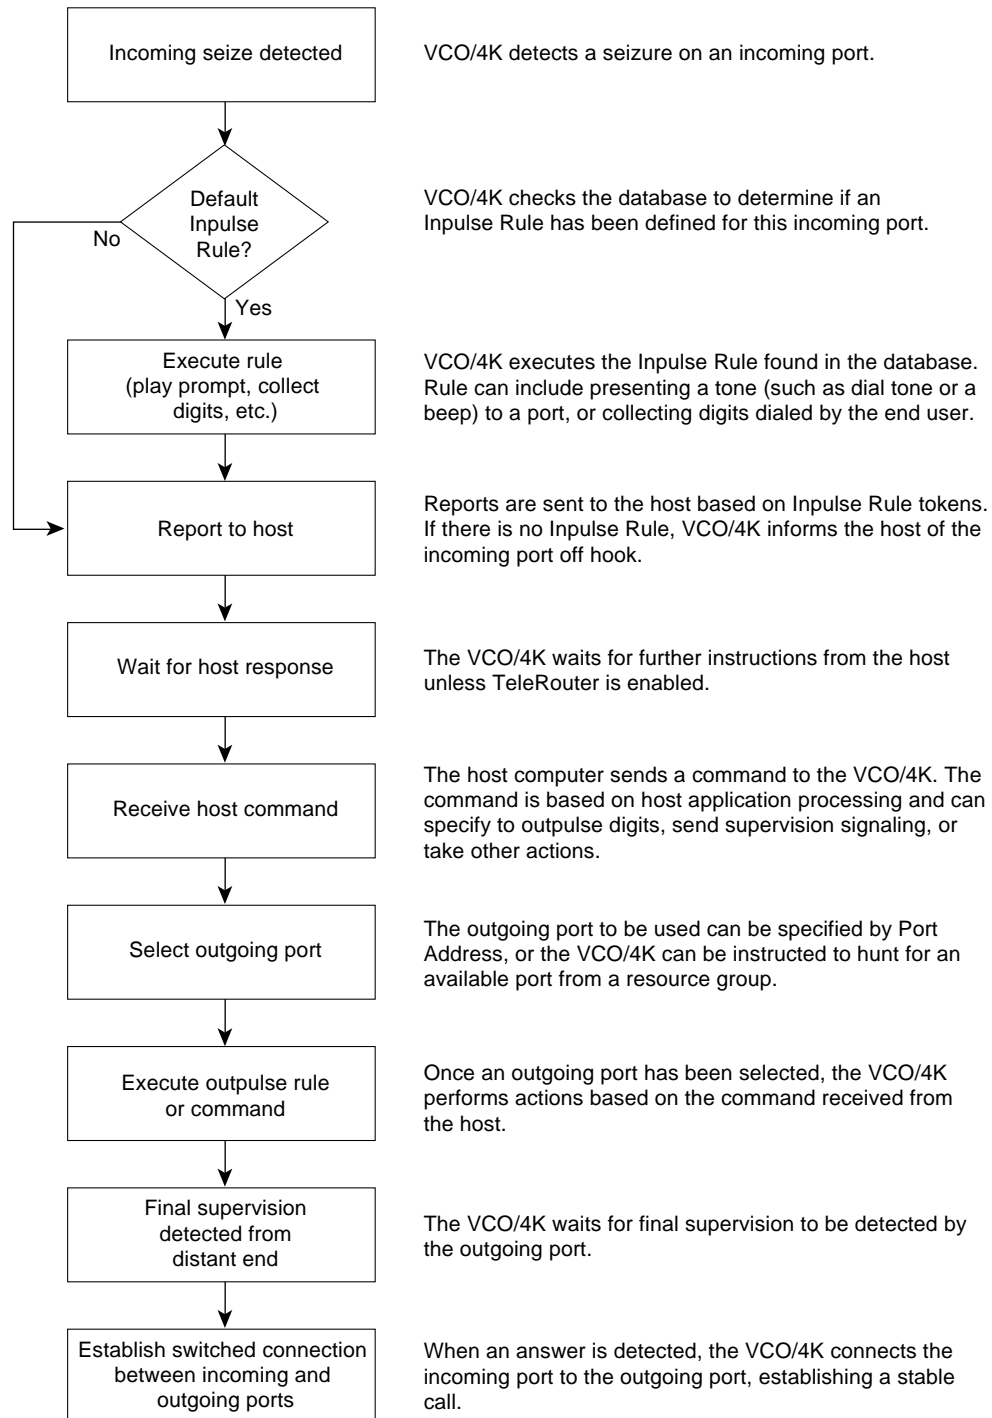 Incoming seize detected
VCO/4K detects a seizure on an incoming port.
Default
Inpulse
Rule?
No
Yes
VCO/4K checks the database to determine if an
Inpulse Rule has been defined for this incoming port.
Execute rule
(play prompt, collect
digits, etc.)
VCO/4K executes the Inpulse Rule found in the database.
Rule can include presenting a tone (such as dial tone or a
beep) to a port, or collecting digits dialed by the end user.
Report to host
Reports are sent to the host based on Inpulse Rule tokens.
If there is no Inpulse Rule, VCO/4K informs the host of the
incoming port off hook.
Wait for host response
The VCO/4K waits for further instructions from the host
unless TeleRouter is enabled.
Receive host command
The host computer sends a command to the VCO/4K. The
command is based on host application processing and can
specify to outpulse digits, send supervision signaling, or
take other actions.
Select outgoing port
The outgoing port to be used can be specified by Port
Address, or the VCO/4K can be instructed to hunt for an
available port from a resource group.
Execute outpulse rule
or command
Once an outgoing port has been selected, the VCO/4K
performs actions based on the command received from
the host.
Final supervision
detected from
distant end
The VCO/4K waits for final supervision to be detected by
the outgoing port.
Establish switched connection
between incoming and
outgoing ports
When an answer is detected, the VCO/4K connects the
incoming port to the outgoing port, establishing a stable
call.